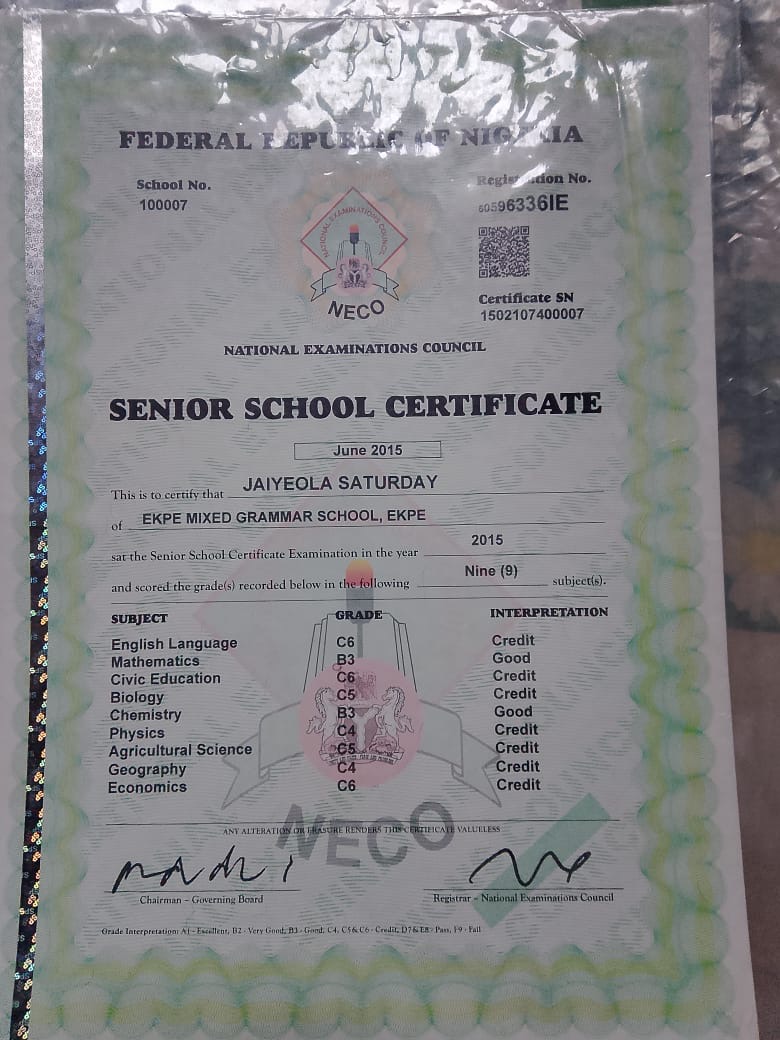 FEDERAL REPUBLIC OF NIGERIA
School No.
100007
Registration No.
60596336IE
NATIONAL EXAMINATIONS COUNCIL
NECO
Certificate SN
1502107400007
NATIONAL EXAMINATIONS COUNCIL
SENIOR SCHOOL CERTIFICATE
June 2015
This is to certify that JAIYEOLA SATURDAY
of EKPE MIXED GRAMMAR SCHOOL, EKPE
sat the Senior School Certificate Examination in the year 2015
and scored the grade(s) recorded below in the following Nine (9) subject(s).
SUBJECT GRADE INTERPRETATION
English Language C6 Credit
Mathematics B3 Good
Civic Education C6 Credit
Biology C5 Credit
Chemistry B3 Good
Physics C4 Credit
Agricultural Science C5 Credit
Geography C4 Credit
Economics C6 Credit
NECO
ANY ALTERATION OR ERASURE RENDERS THIS CERTIFICATE VALUELESS
Chairman - Governing Board
Registrar - National Examinations Council
Grade Interpretation: A1 - Excellent, B2 - Very Good, B3 - Good, C4, C5 & C6 - Credit, D7 & E8 - Pass, F9 - Fail